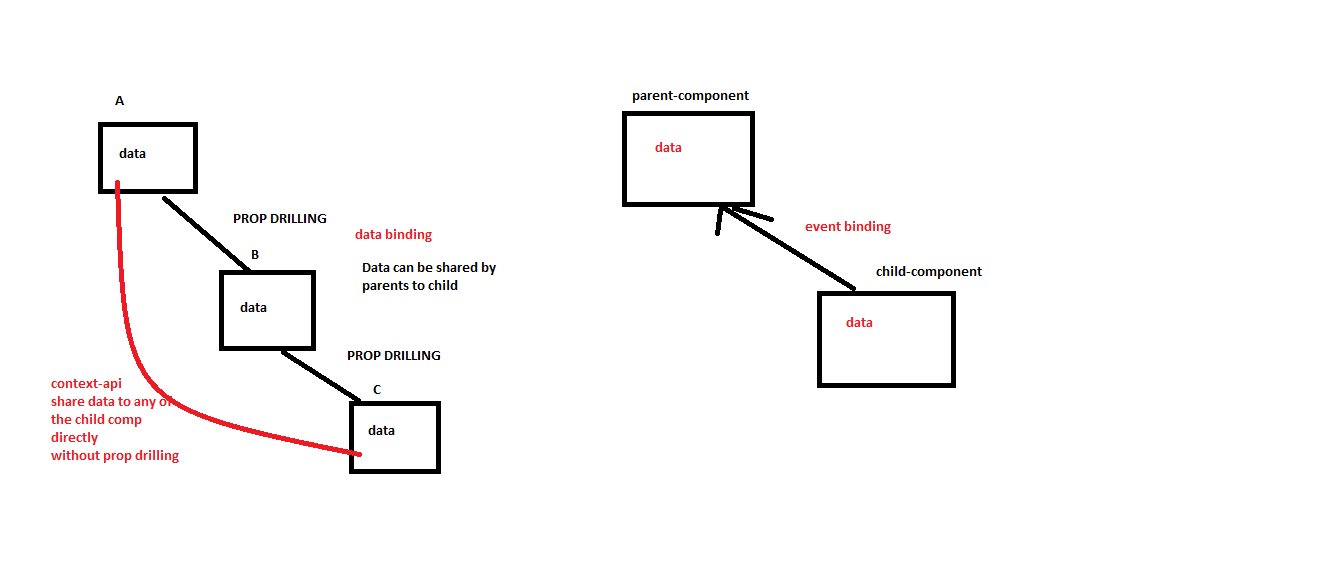 A
data
PROP DRILLING
data binding
B
Data can be shared by
parents to child
data
PROP DRILLING
C
data
context-api
share data to any of
the child comp
directly
without prop drilling
parent-component
data
event binding
child-component
data